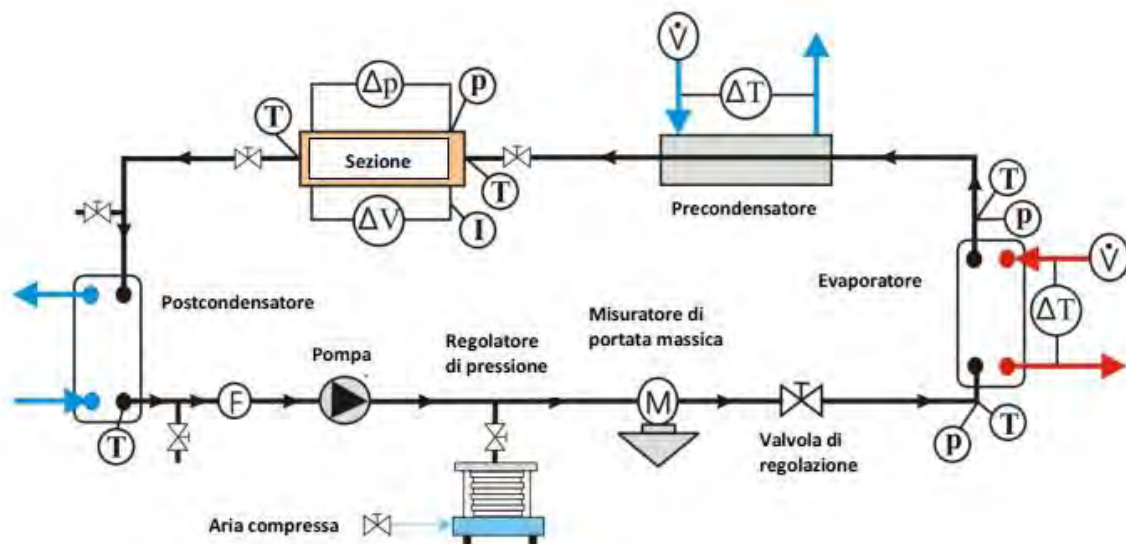 V̇
Δp
p
ΔT
T
Sezione
T
T
Precondensatore
p
ΔV
I
Evaporatore
V̇
Postcondensatore
ΔT
Misuratore di
portata massica
Regolatore
di pressione
Pompa
F
M
T
p
T
Valvola di
regolazione
Aria compressa